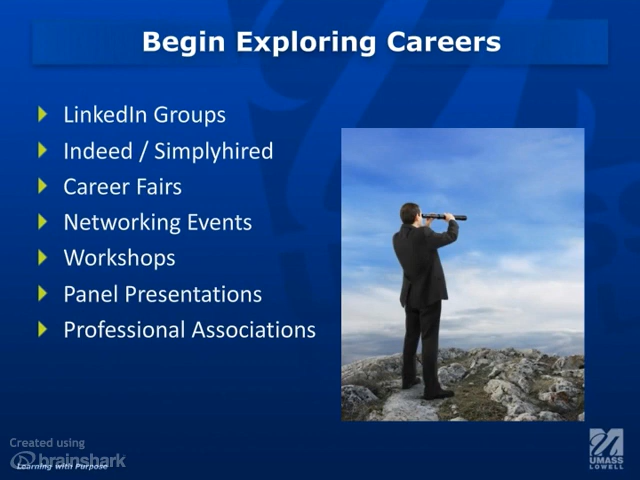 Begin Exploring Careers
LinkedIn Groups
Indeed / Simplyhired
Career Fairs
Networking Events
Workshops
Panel Presentations
Professional Associations
Created using
brainshark
Learning with Purpose
UMASS
LOWELL